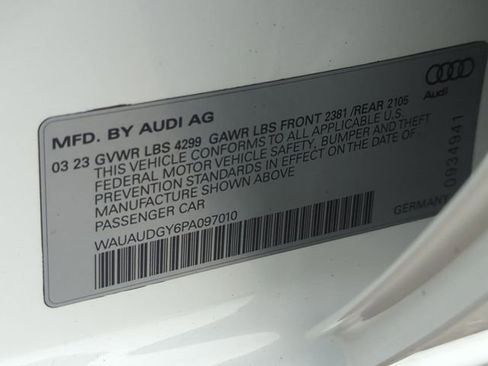 Audi
MFD. BY AUDI AG
03 23 GVWR LBS 4299 GAWR LBS FRONT 2381 /REAR 2105
THIS VEHICLE CONFORMS TO ALL APPLICABLE U.S.
FEDERAL MOTOR VEHICLE SAFETY, BUMPER AND THEFT
PREVENTION STANDARDS IN EFFECT ON THE DATE OF
MANUFACTURE SHOWN ABOVE
PASSENGER CAR
WAUAUDGY6PA097010
GERMANY
0934941